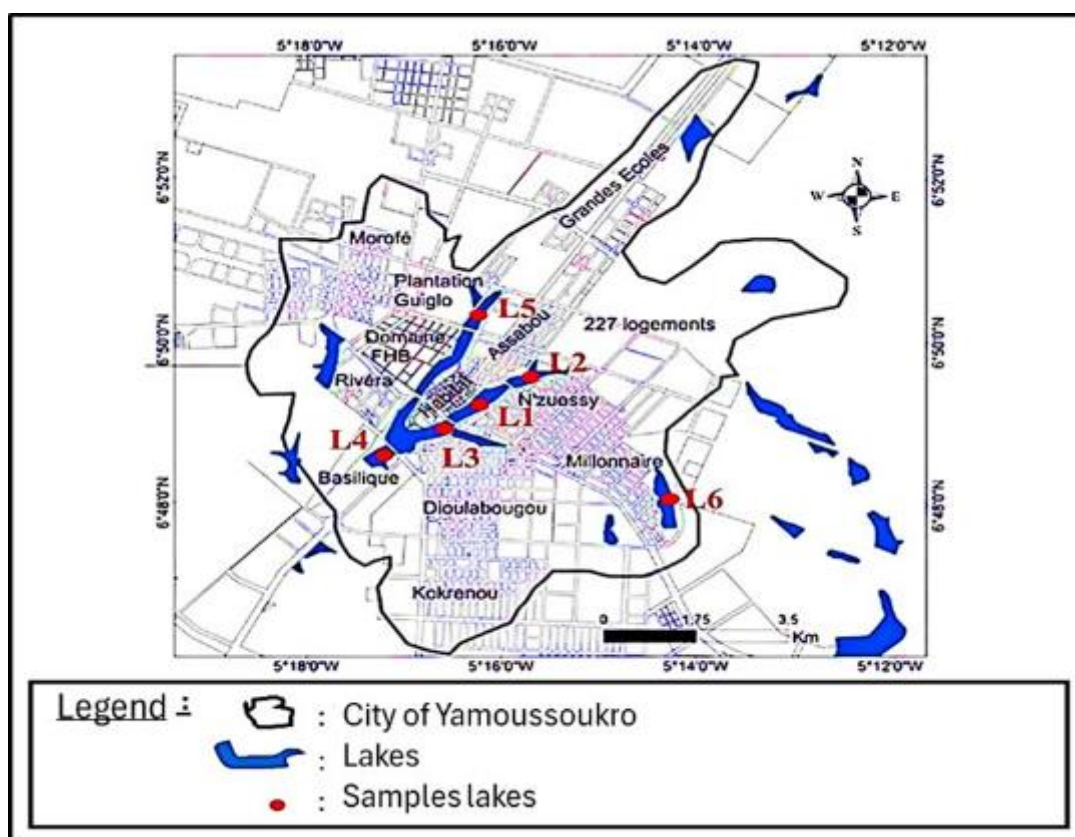 5°18'0"W 5°16'0"W 5°14'0"W 5°12'0"W
6°52'0"N
6°52'0"N
N
W E
S
Grandes Ecoles
Morofé
Plantation
Guiglo
L5
Assabou
227 logements
6°50'0"N
6°50'0"N
Domaine
FHB
L2
Rivéra
Habitat
N'zuessy
L1
L4
L3
Basilique
Millonnaire
L6
Dioulabougou
6°48'0"N
6°48'0"N
Kokrenou
0 1.75 3.5
Km
5°18'0"W 5°16'0"W 5°14'0"W 5°12'0"W
Legend :
: City of Yamoussoukro
: Lakes
: Samples lakes